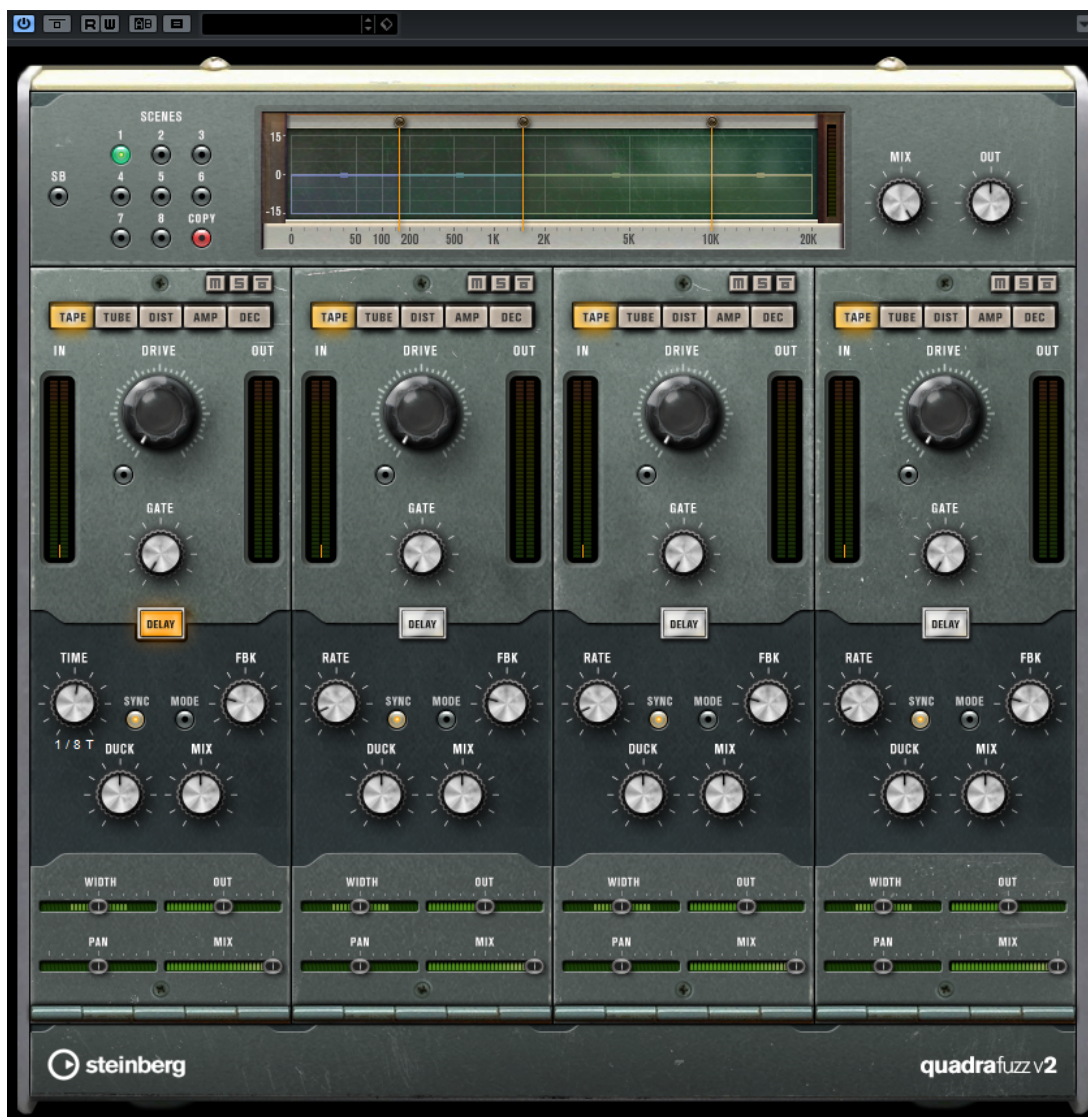 R W AB
SCENES
1 2 3
SB 4 5 6
7 8 COPY
15
0
-15
0 50 100 200 500 1K 2K 5K 10K 20K
MIX OUT
M S M S M S M S
TAPE TUBE DIST AMP DEC TAPE TUBE DIST AMP DEC TAPE TUBE DIST AMP DEC TAPE TUBE DIST AMP DEC
IN DRIVE OUT IN DRIVE OUT IN DRIVE OUT IN DRIVE OUT
GATE GATE GATE GATE
DELAY DELAY DELAY DELAY
TIME FBK RATE FBK RATE FBK RATE FBK
SYNC MODE SYNC MODE SYNC MODE SYNC MODE
1/8 T DUCK MIX DUCK MIX DUCK MIX DUCK MIX
WIDTH OUT WIDTH OUT WIDTH OUT WIDTH OUT
PAN MIX PAN MIX PAN MIX PAN MIX
steinberg quadrafuzz v2